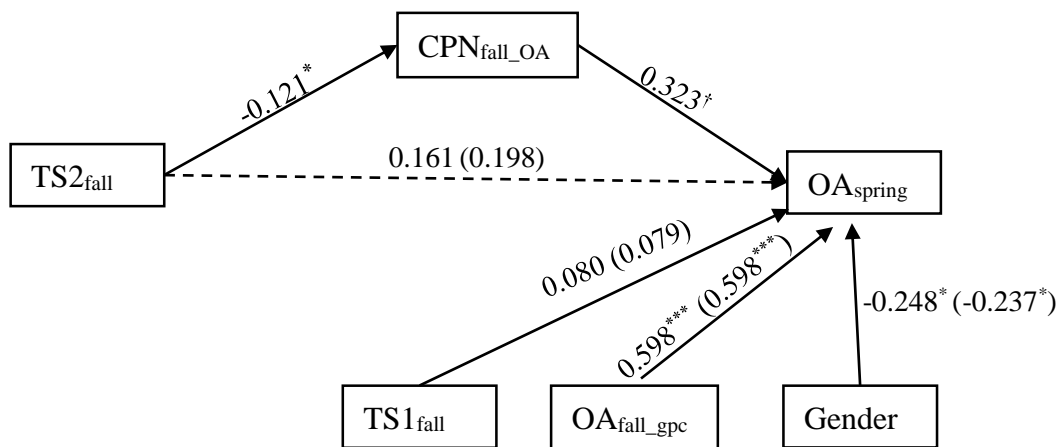 CPNfall_OA
-0.121*
0.323†
0.161 (0.198)
TS2fall
OAspring
0.080 (0.079)
0.598*** (0.598***)
-0.248* (-0.237*)
TS1fall
OAfall_gpc
Gender